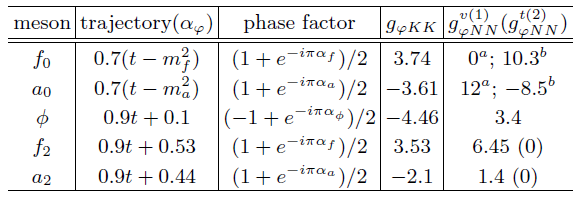 meson trajectory(α_φ) phase factor g_φKK g^{v(1)}_φNN(g^{t(2)}_φNN)
f_0 0.7(t − m_f^2) (1 + e^{−iπα_f})/2 3.74 0^a; 10.3^b
a_0 0.7(t − m_a^2) (1 + e^{−iπα_a})/2 −3.61 12^a; −8.5^b
ϕ 0.9t + 0.1 (−1 + e^{−iπα_ϕ})/2 −4.46 3.4
f_2 0.9t + 0.53 (1 + e^{−iπα_f})/2 3.53 6.45 (0)
a_2 0.9t + 0.44 (1 + e^{−iπα_a})/2 −2.1 1.4 (0)